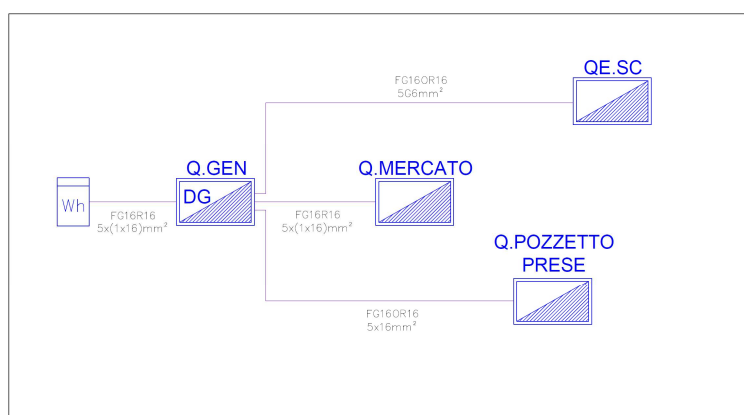 QE.SC
FG16OR16
5G6mm²
Q.GEN
Q.MERCATO
DG
Wh
FG16R16
5x(1x16)mm²
FG16R16
5x(1x16)mm²
Q.POZZETTO
PRESE
FG16OR16
5x16mm²